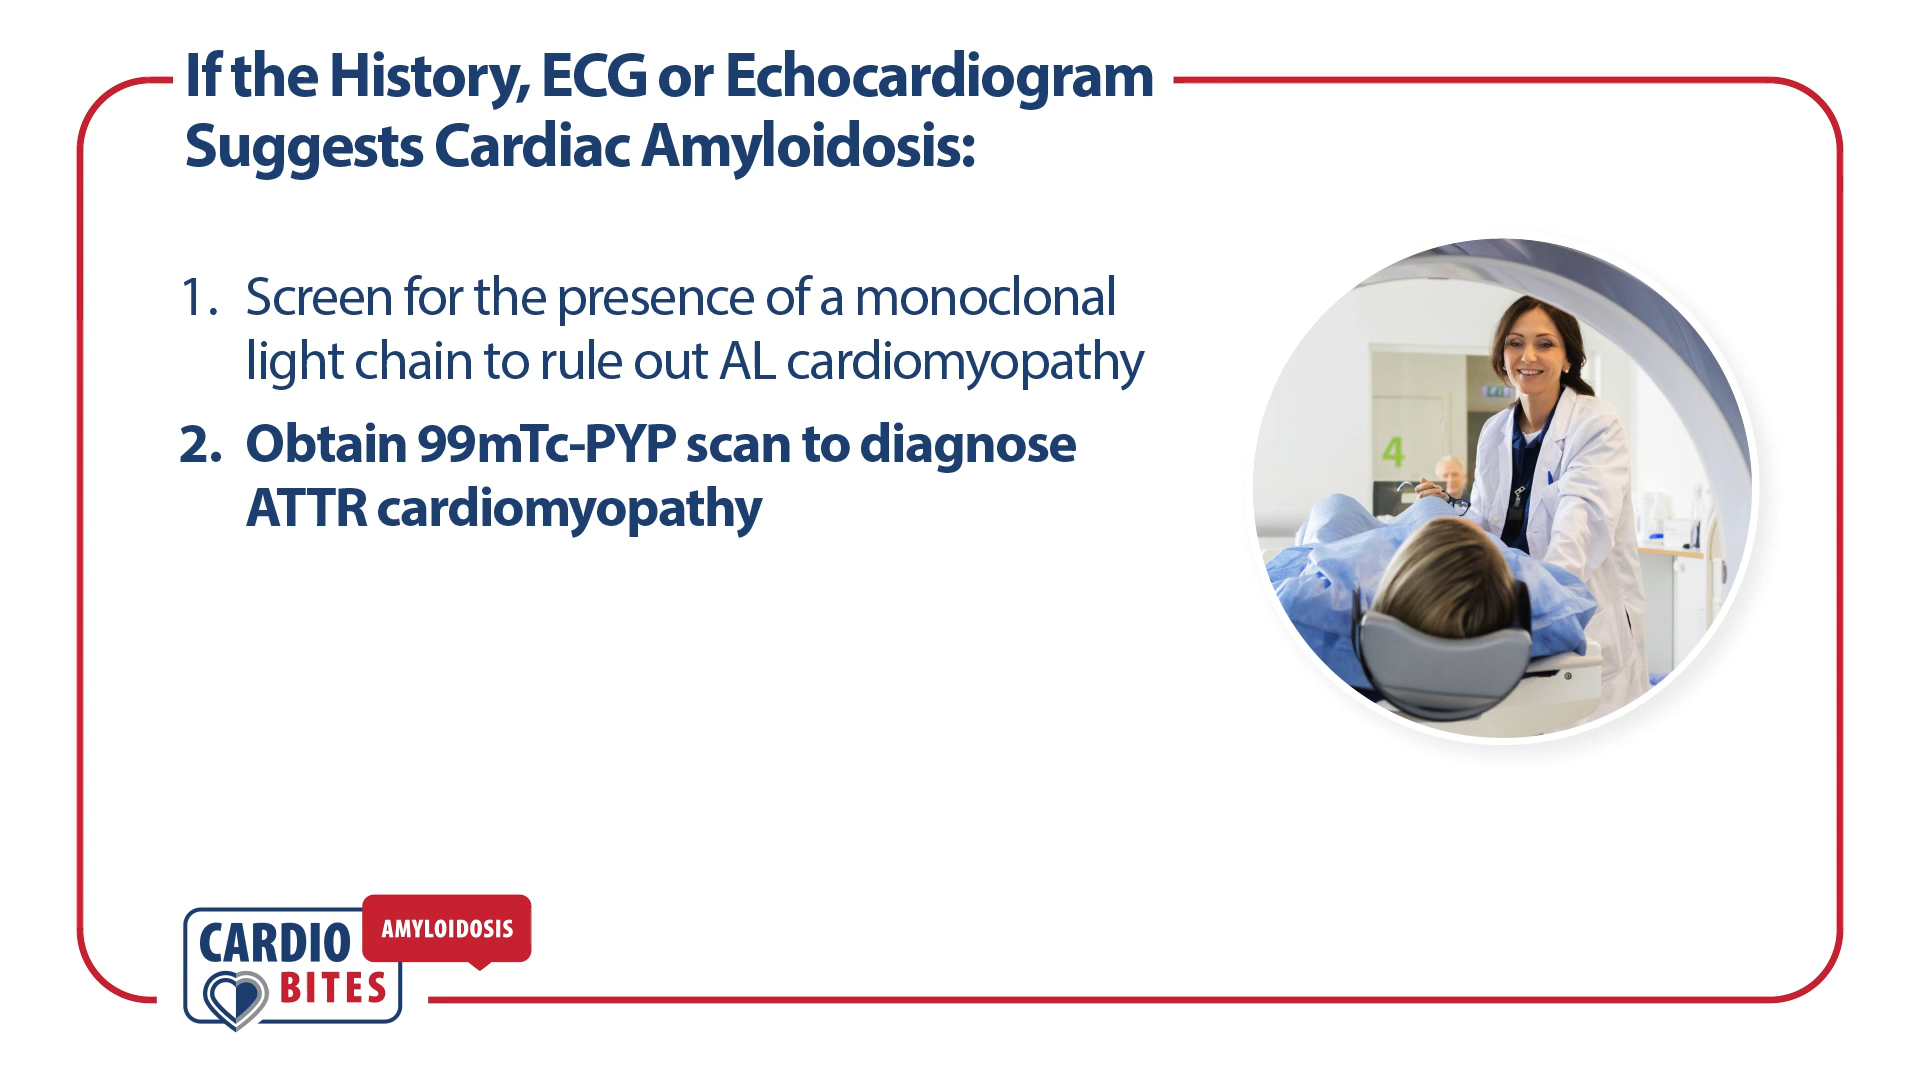 If the History, ECG or Echocardiogram
Suggests Cardiac Amyloidosis:
1. Screen for the presence of a monoclonal
light chain to rule out AL cardiomyopathy
2. Obtain 99mTc-PYP scan to diagnose
ATTR cardiomyopathy
4
CARDIO
AMYLOIDOSIS
BITES